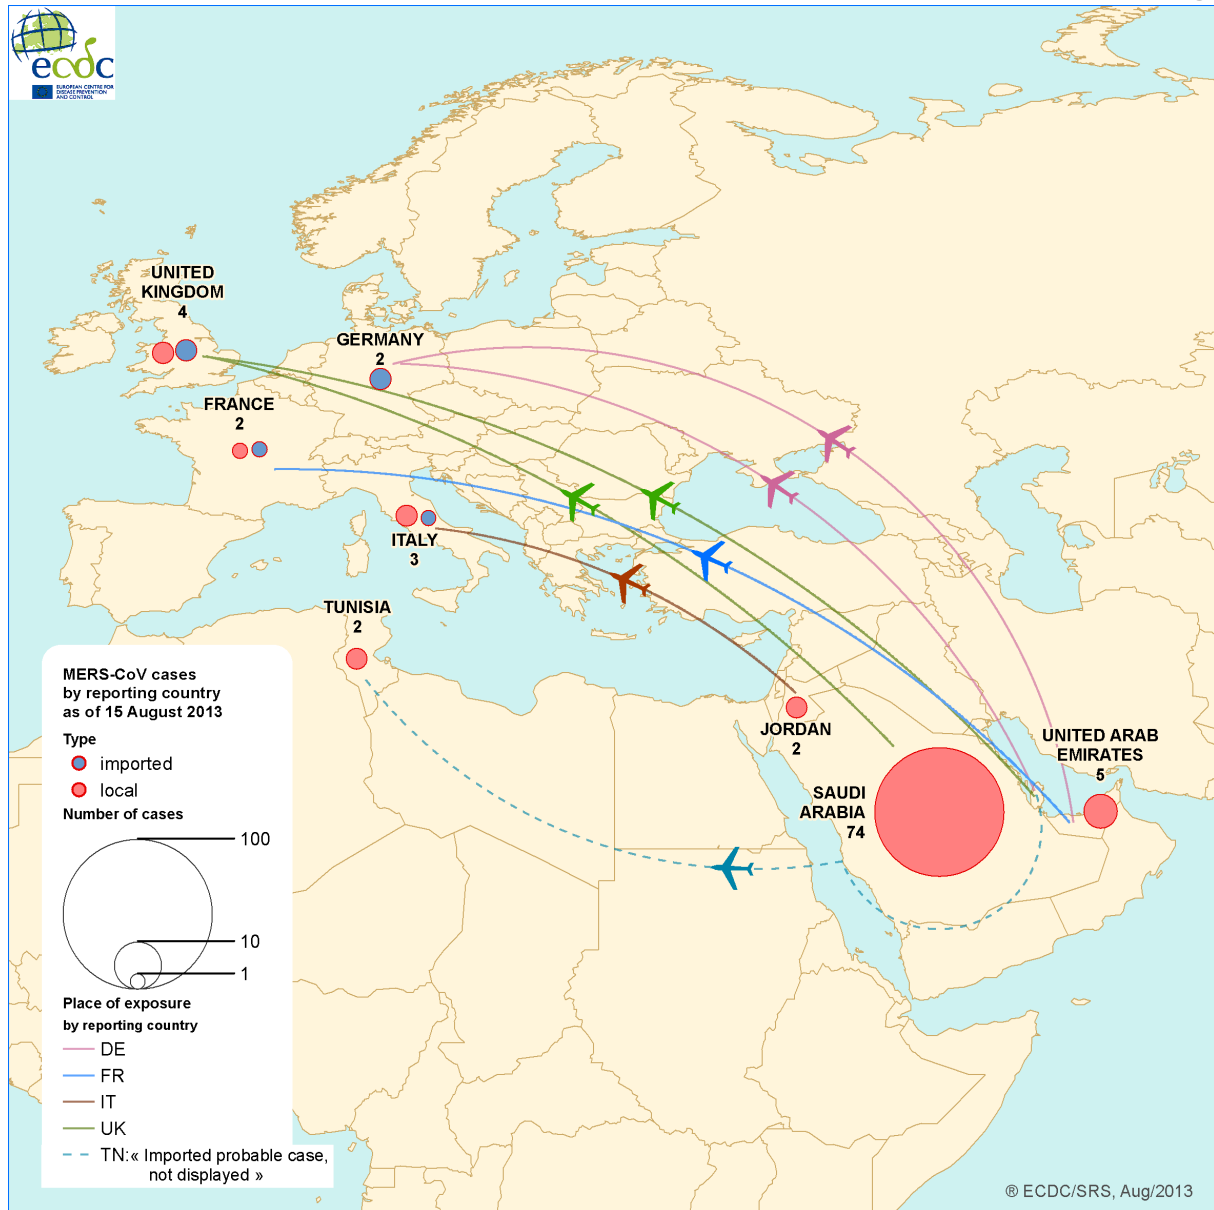 ecdc
EUROPEAN CENTRE FOR
DISEASE PREVENTION
AND CONTROL
UNITED
KINGDOM
4
GERMANY
2
FRANCE
2
ITALY
3
TUNISIA
2
JORDAN
2
UNITED ARAB
EMIRATES
5
SAUDI
ARABIA
74
MERS-CoV cases
by reporting country
as of 15 August 2013
Type
imported
local
Number of cases
100
10
1
Place of exposure
by reporting country
DE
FR
IT
UK
TN:« Imported probable case,
not displayed »
® ECDC/SRS, Aug/2013